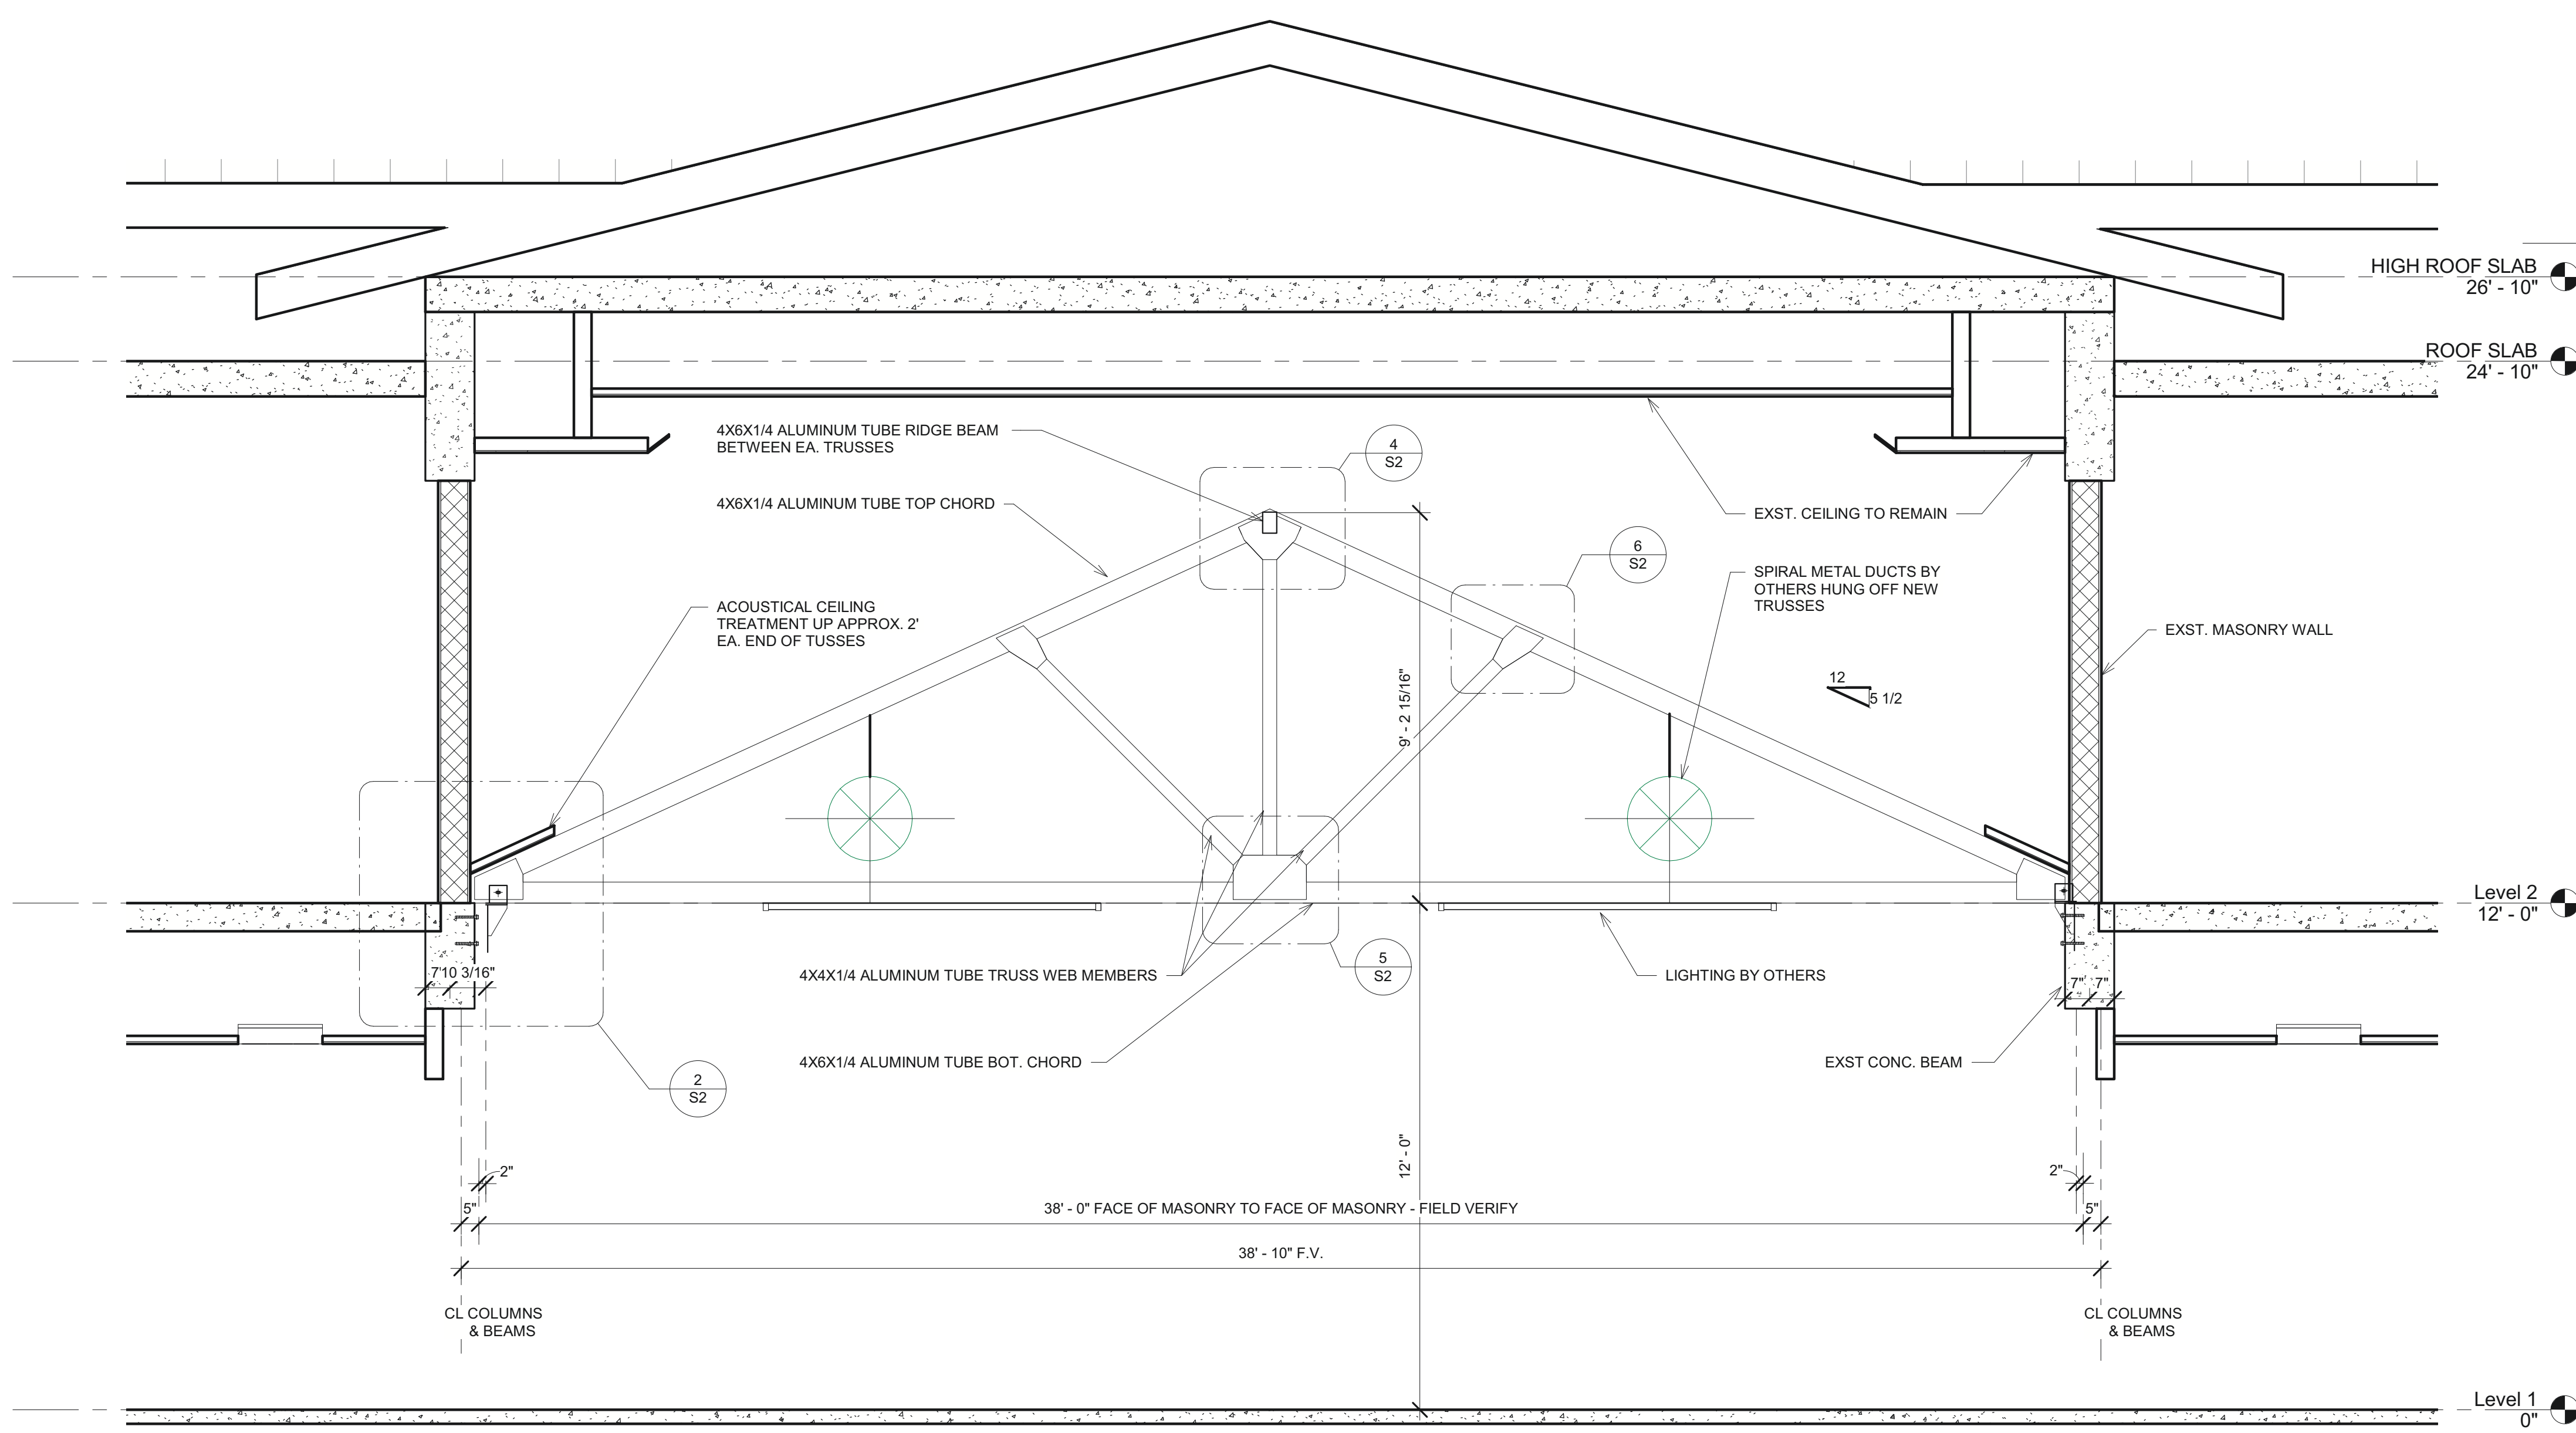 HIGH ROOF SLAB
26' - 10"
ROOF SLAB
24' - 10"
4X6X1/4 ALUMINUM TUBE RIDGE BEAM
BETWEEN EA. TRUSSES
4
S2
4X6X1/4 ALUMINUM TUBE TOP CHORD
EXST. CEILING TO REMAIN
6
S2
SPIRAL METAL DUCTS BY
OTHERS HUNG OFF NEW
TRUSSES
ACOUSTICAL CEILING
TREATMENT UP APPROX. 2'
EA. END OF TUSSES
EXST. MASONRY WALL
12
5 1/2
9' - 2 15/16"
Level 2
12' - 0"
7"
10 3/16"
4X4X1/4 ALUMINUM TUBE TRUSS WEB MEMBERS
5
S2
LIGHTING BY OTHERS
7"
7"
4X6X1/4 ALUMINUM TUBE BOT. CHORD
EXST CONC. BEAM
2
S2
12' - 0"
2"
2"
5"
38' - 0" FACE OF MASONRY TO FACE OF MASONRY - FIELD VERIFY
5"
38' - 10" F.V.
CL COLUMNS
& BEAMS
CL COLUMNS
& BEAMS
Level 1
0"